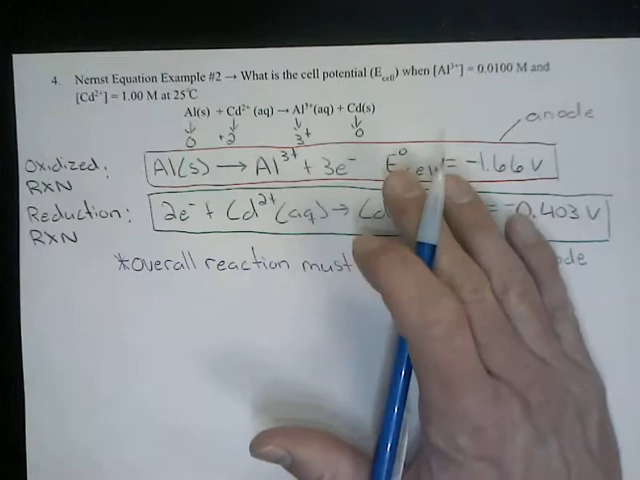 4. Nernst Equation Example #2 → What is the cell potential (Ecell) when [Al³⁺] = 0.0100 M and
[Cd²⁺] = 1.00 M at 25°C
Al(s) + Cd²⁺ (aq) → Al³⁺(aq) + Cd(s)
↓ ↓ ↓ ↓
0 +2 3+ 0
anode
Oxidized: Al(s) → Al³⁺ + 3e⁻ E° = -1.66 V
RXN
Reduction: 2e⁻ + Cd²⁺(aq) → = -0.403 V
RXN
*Overall reaction must